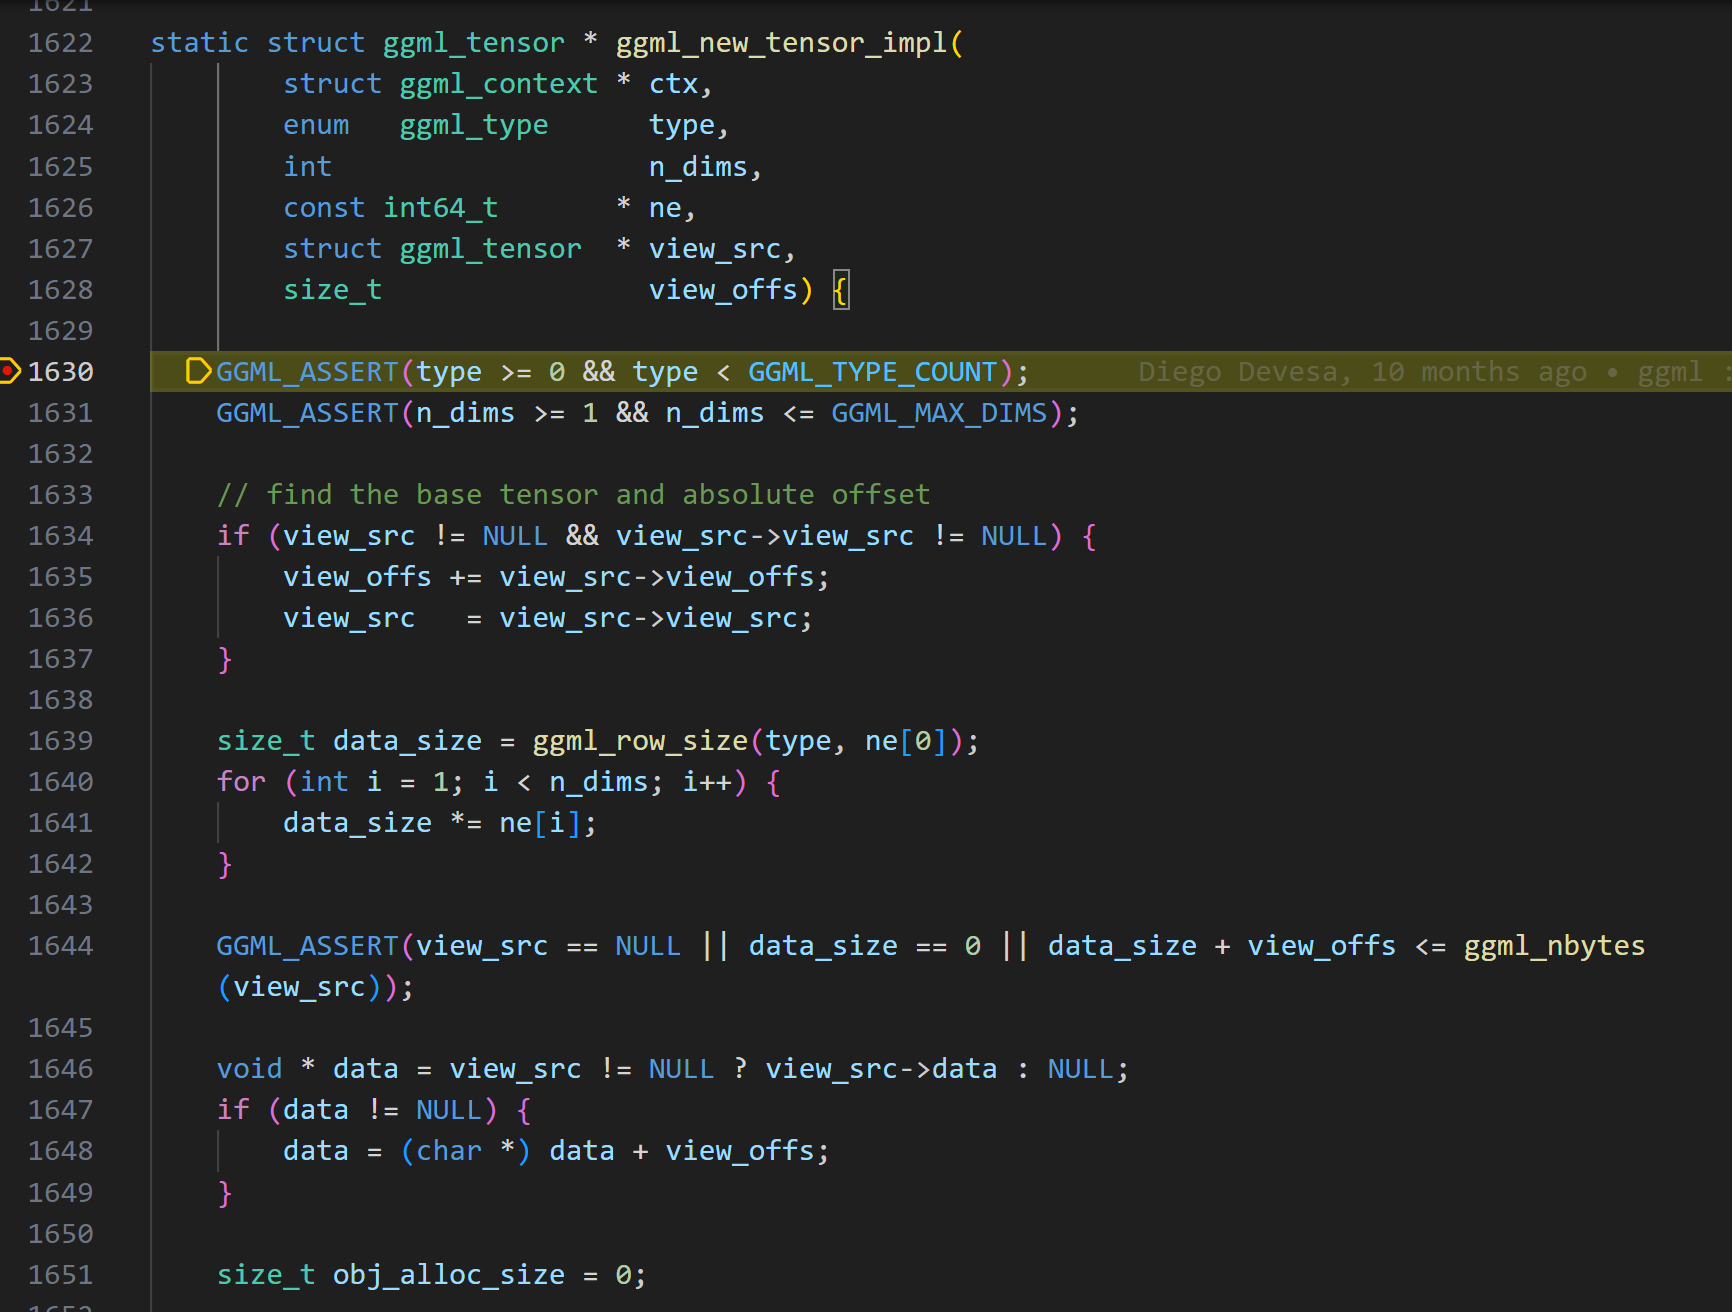 1621
1622 static struct ggml_tensor * ggml_new_tensor_impl(
1623 struct ggml_context * ctx,
1624 enum ggml_type type,
1625 int n_dims,
1626 const int64_t * ne,
1627 struct ggml_tensor * view_src,
1628 size_t view_offs) {
1629
1630 GGML_ASSERT(type >= 0 && type < GGML_TYPE_COUNT); Diego Devesa, 10 months ago • ggml :
1631 GGML_ASSERT(n_dims >= 1 && n_dims <= GGML_MAX_DIMS);
1632
1633 // find the base tensor and absolute offset
1634 if (view_src != NULL && view_src->view_src != NULL) {
1635 view_offs += view_src->view_offs;
1636 view_src = view_src->view_src;
1637 }
1638
1639 size_t data_size = ggml_row_size(type, ne[0]);
1640 for (int i = 1; i < n_dims; i++) {
1641 data_size *= ne[i];
1642 }
1643
1644 GGML_ASSERT(view_src == NULL || data_size == 0 || data_size + view_offs <= ggml_nbytes
(view_src));
1645
1646 void * data = view_src != NULL ? view_src->data : NULL;
1647 if (data != NULL) {
1648 data = (char *) data + view_offs;
1649 }
1650
1651 size_t obj_alloc_size = 0;
1652